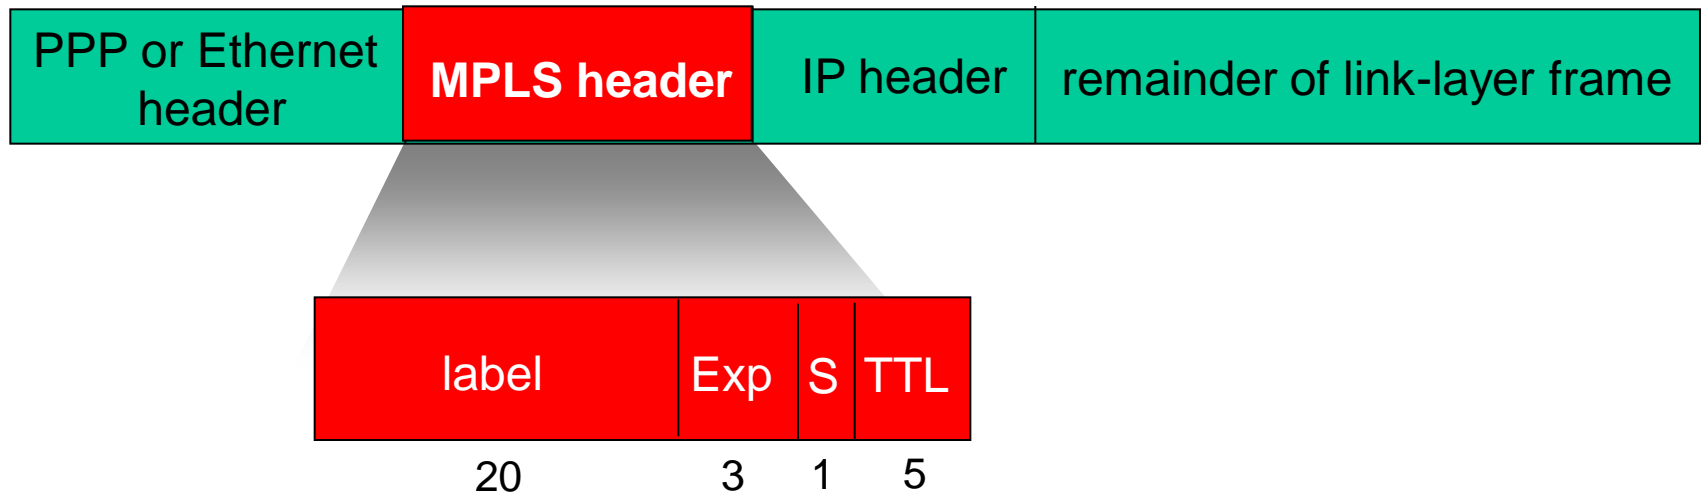 PPP or Ethernet
header
MPLS header
IP header
remainder of link-layer frame
label
Exp
S
TTL
20
3
1
5